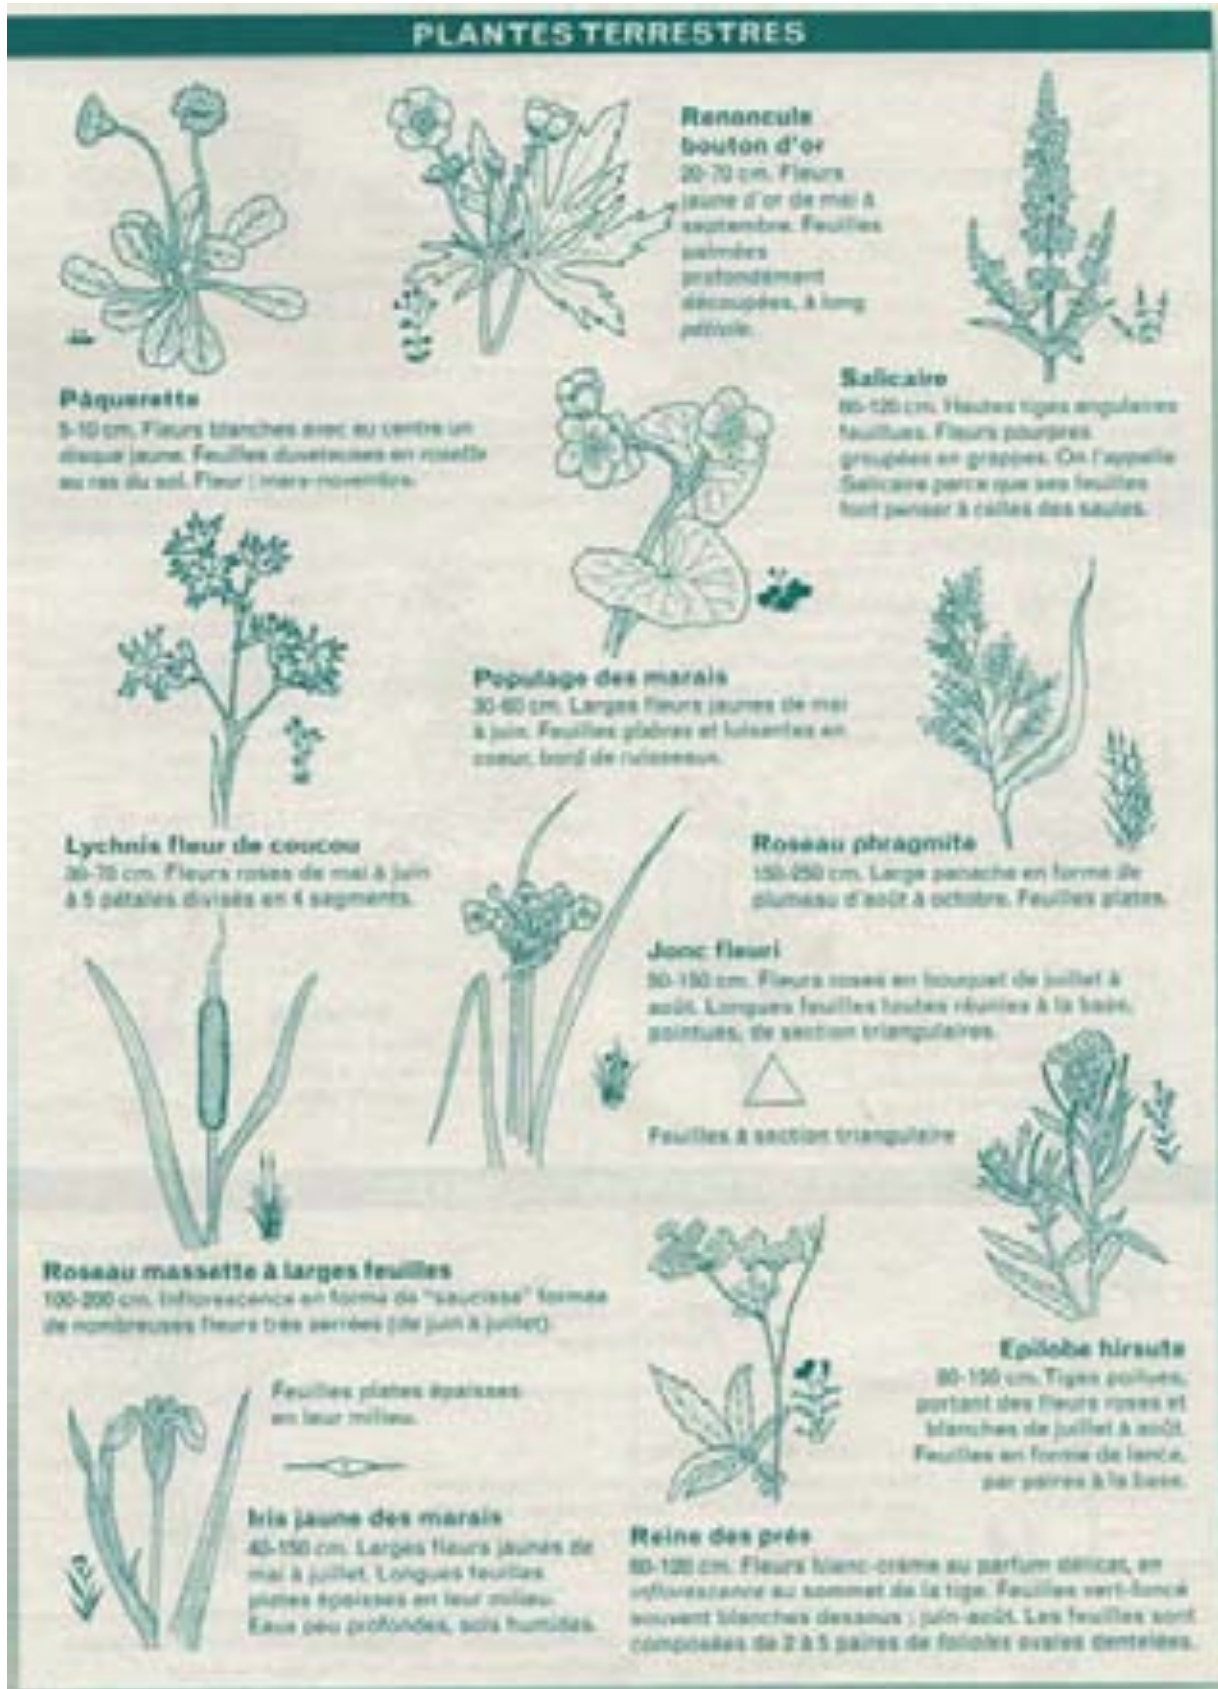 PLANTES TERRESTRES
Renoncule
bouton d'or
20-70 cm. Fleurs
jaune d'or de mai à
septembre. Feuilles
palmées
profondément
découpées, à long
pétiole.
Pâquerette
5-10 cm. Fleurs blanches avec au centre un
disque jaune. Feuilles duveteuses en rosette
au ras du sol. Fleur : mars-novembre.
Salicaire
60-120 cm. Hautes tiges angulaires
feuillues. Fleurs pourpres
groupées en grappes. On l'appelle
Salicaire parce que ses feuilles
font penser à celles des saules.
Populage des marais
30-60 cm. Larges fleurs jaunes de mai
à juin. Feuilles glabres et luisantes en
coeur, bord de ruisseaux.
Lychnis fleur de coucou
30-70 cm. Fleurs roses de mai à juin
à 5 pétales divisés en 4 segments.
Roseau phragmite
150-250 cm. Large panache en forme de
plumeau d'août à octobre. Feuilles plates.
Jonc fleuri
50-150 cm. Fleurs roses en bouquet de juillet à
août. Longues feuilles toutes réunies à la base,
pointues, de section triangulaires.
Feuilles à section triangulaire
Roseau massette à larges feuilles
100-200 cm. Inflorescence en forme de "saucisse" formée
de nombreuses fleurs très serrées (de juin à juillet)
Epilobe hirsute
80-150 cm. Tiges poilues,
portant des fleurs roses et
blanches de juillet à août.
Feuilles en forme de lance,
par paires à la base.
Feuilles plates épaisses
en leur milieu.
Iris jaune des marais
40-150 cm. Larges fleurs jaunes de
mai à juillet. Longues feuilles
plates épaisses en leur milieu.
Eaux peu profondes, sols humides.
Reine des prés
60-120 cm. Fleurs blanc-crème au parfum délicat, en
inflorescence au sommet de la tige. Feuilles vert-foncé
souvent blanches dessous ; juin-août. Les feuilles sont
composées de 2 à 5 paires de folioles ovales dentelées.